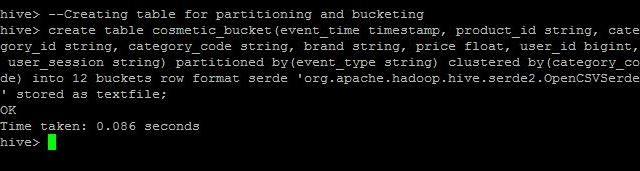 hive> --Creating table for partitioning and bucketing
hive> create table cosmetic_bucket(event_time timestamp, product_id string, cate
gory_id string, category_code string, brand string, price float, user_id bigint,
 user_session string) partitioned by(event_type string) clustered by(category_co
de) into 12 buckets row format serde 'org.apache.hadoop.hive.serde2.OpenCSVSerde
' stored as textfile;
OK
Time taken: 0.086 seconds
hive>